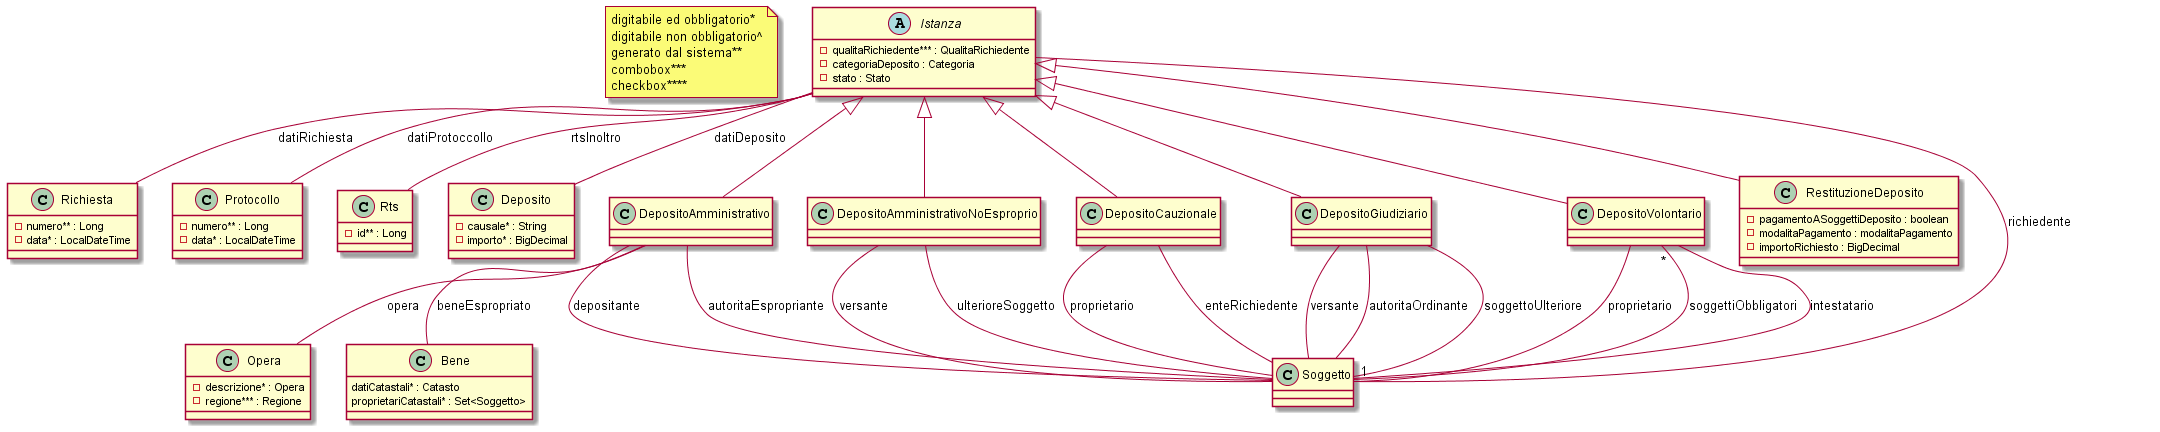 digitabile ed obbligatorio*
digitabile non obbligatorio^
generato dal sistema**
combobox***
checkbox****
A Istanza
qualitaRichiedente*** : QualitaRichiedente
categoriaDeposito : Categoria
stato : Stato
datiRichiesta
datiProtoccollo
rtsInoltro
datiDeposito
richiedente
C Richiesta
numero** : Long
data* : LocalDateTime
C Protocollo
numero** : Long
data* : LocalDateTime
C Rts
id** : Long
C Deposito
causale* : String
importo* : BigDecimal
C DepositoAmministrativo
C DepositoAmministrativoNoEsproprio
C DepositoCauzionale
C DepositoGiudiziario
C DepositoVolontario
C RestituzioneDeposito
pagamentoASoggettiDeposito : boolean
modalitaPagamento : modalitaPagamento
importoRichiesto : BigDecimal
*
opera
beneEspropriato
depositante
autoritaEspropriante
versante
ulterioreSoggetto
proprietario
enteRichiedente
versante
autoritaOrdinante
soggettoUlteriore
proprietario
soggettiObbligatori
intestatario
C Opera
descrizione* : Opera
regione*** : Regione
C Bene
datiCatastali* : Catasto
proprietariCatastali* : Set<Soggetto>
C Soggetto
1